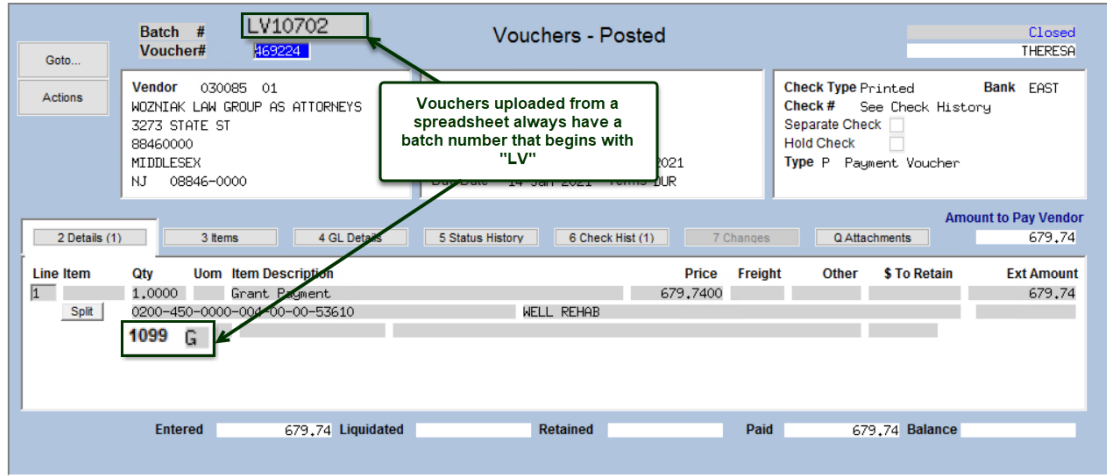 Batch # LV10702
Vouchers - Posted
Closed
Voucher# 469224
THERESA
Goto...
Actions
Vendor 030085 01
WOZNIAK LAW GROUP AS ATTORNEYS
3273 STATE ST
88460000
MIDDLESEX
NJ 08846-0000
Vouchers uploaded from a
spreadsheet always have a
batch number that begins with
"LV"
2021
Check Type Printed Bank EAST
Check # See Check History
Separate Check
Hold Check
Type P Payment Voucher
Amount to Pay Vendor
679.74
2 Details (1) 3 Items 4 GL Details 5 Status History 6 Check Hist (1) 7 Changes Q Attachments
Line Item Qty Uom Item Description Price Freight Other $ To Retain Ext Amount
1 1.0000 Grant Payment 679.7400 679.74
Split 0200-450-0000-004-00-00-53610 WELL REHAB
1099 G
Entered 679.74 Liquidated Retained Paid 679.74 Balance